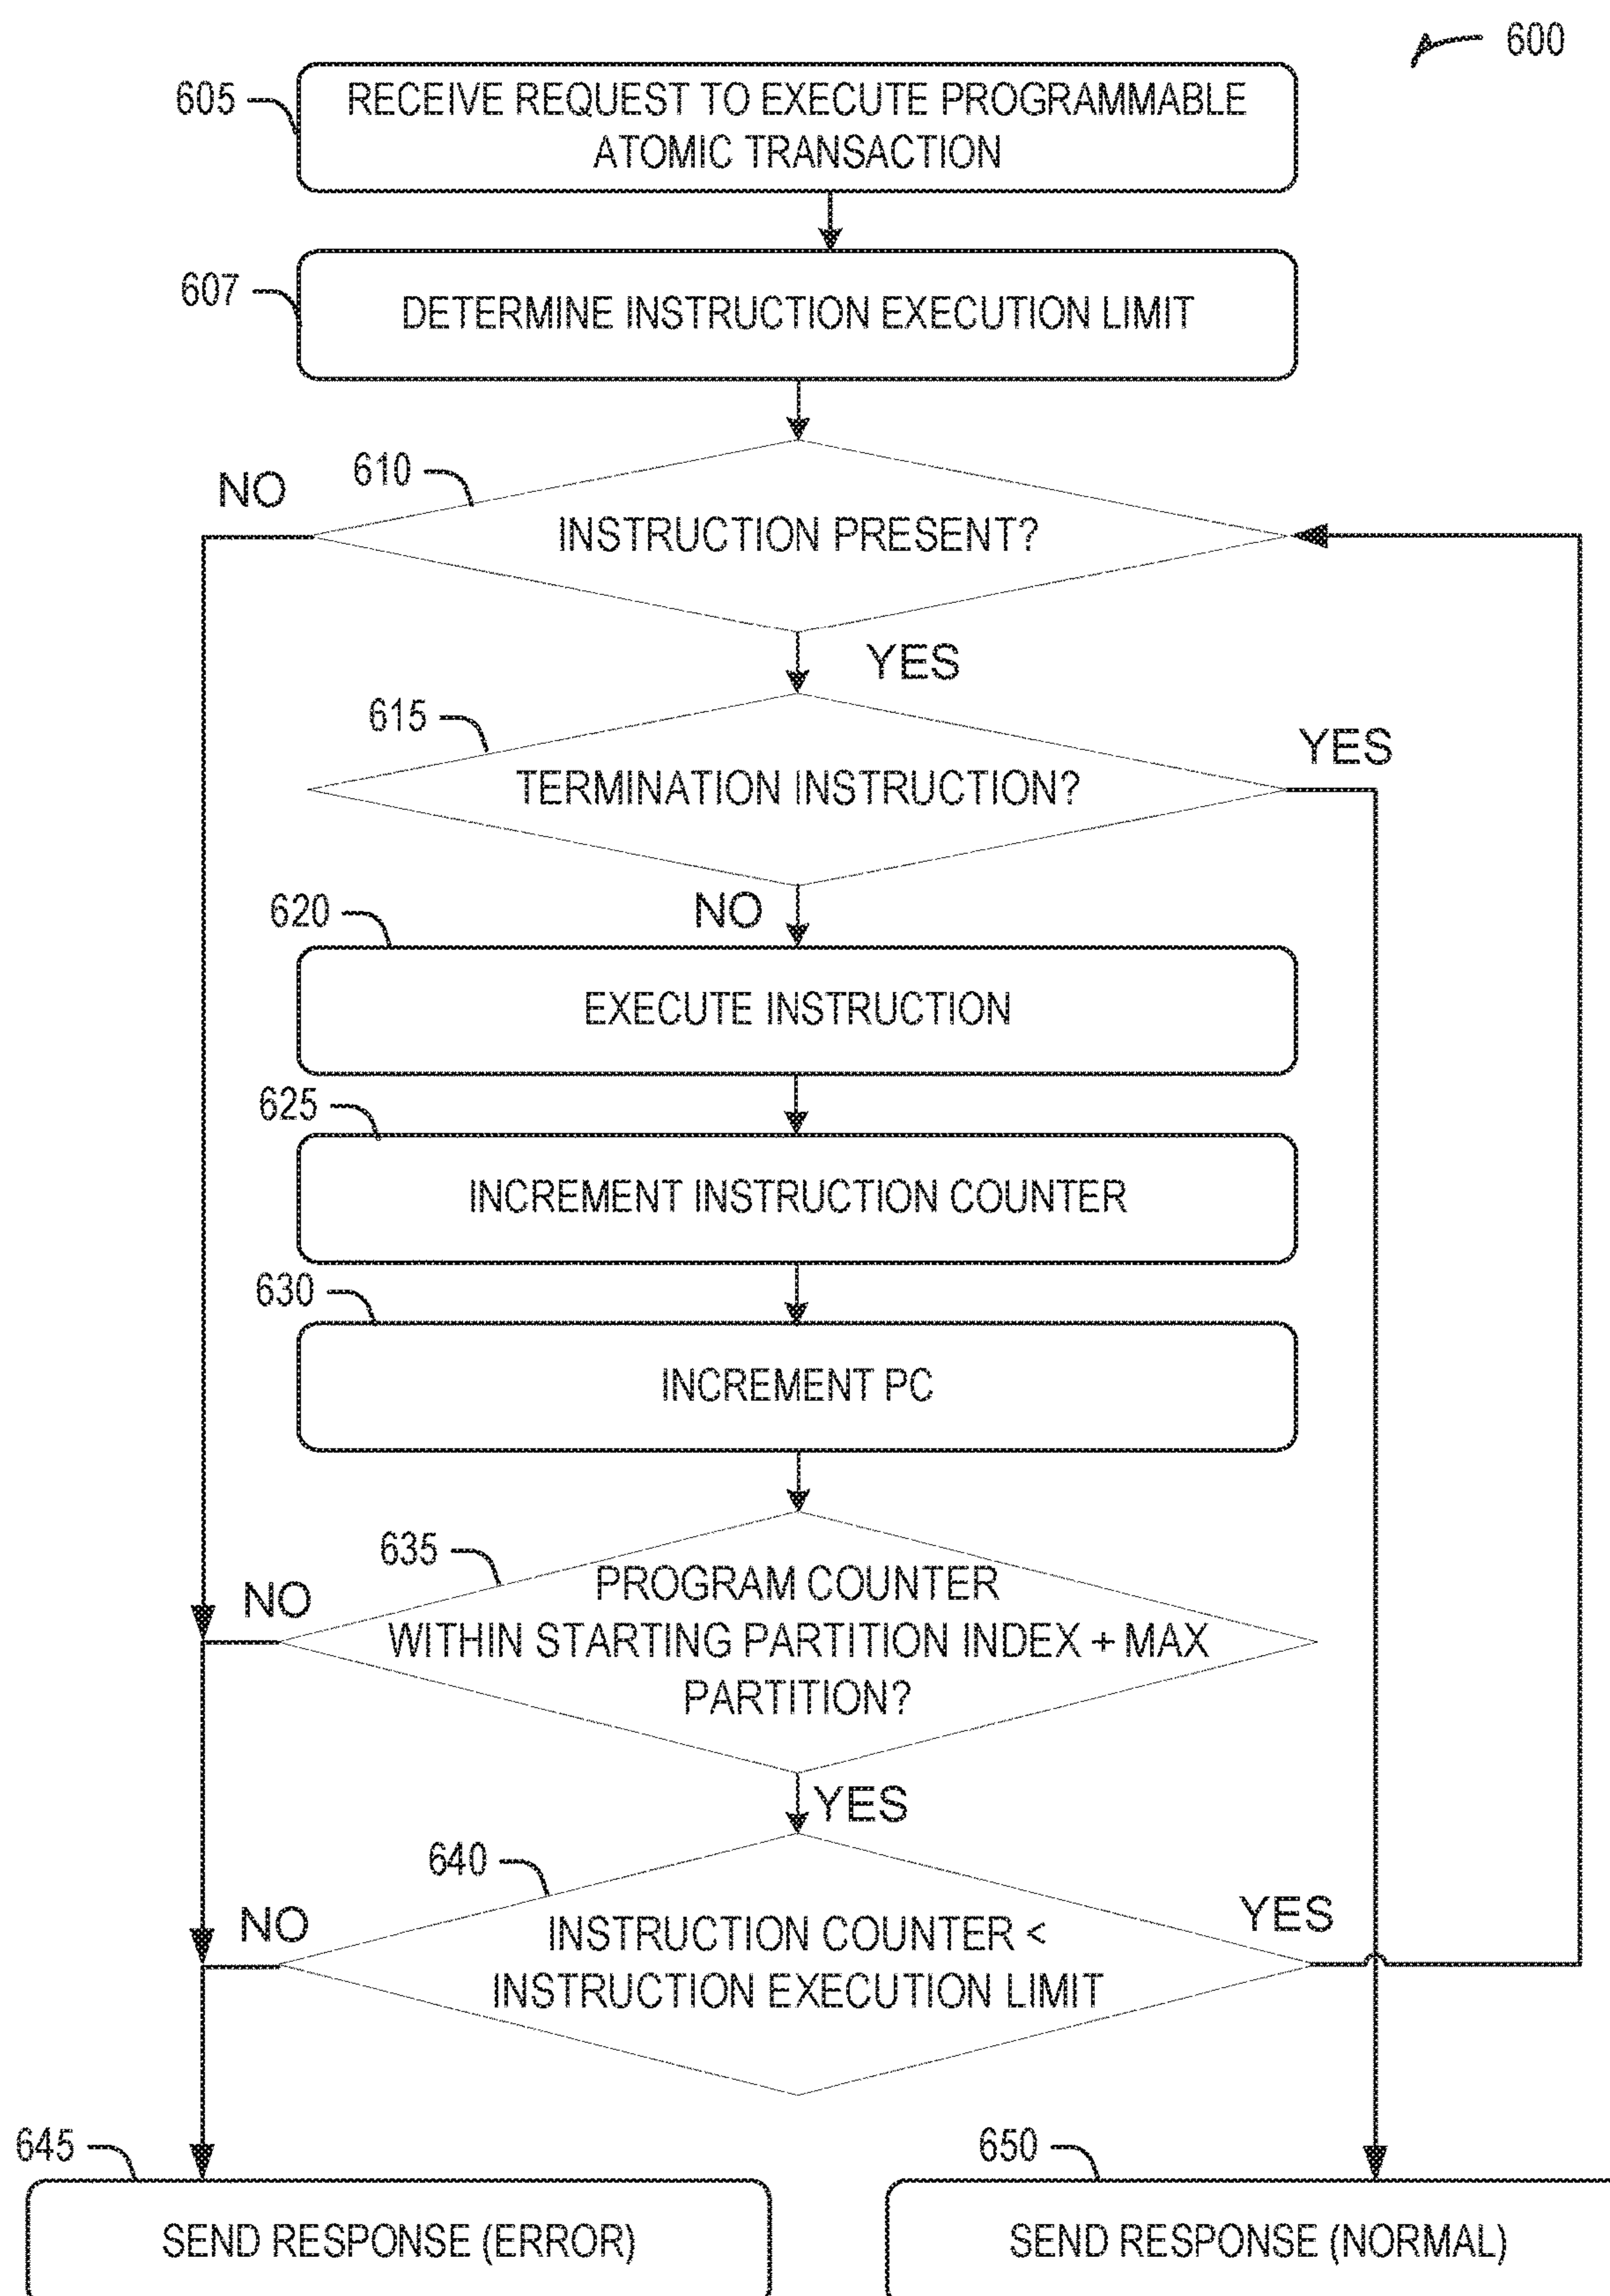 600
605
RECEIVE REQUEST TO EXECUTE PROGRAMMABLE
ATOMIC TRANSACTION
607
DETERMINE INSTRUCTION EXECUTION LIMIT
610
NO
INSTRUCTION PRESENT?
YES
615
TERMINATION INSTRUCTION?
YES
NO
620
EXECUTE INSTRUCTION
625
INCREMENT INSTRUCTION COUNTER
630
INCREMENT PC
635
NO
PROGRAM COUNTER
WITHIN STARTING PARTITION INDEX + MAX
PARTITION?
YES
640
NO
INSTRUCTION COUNTER <
INSTRUCTION EXECUTION LIMIT
YES
645
SEND RESPONSE (ERROR)
650
SEND RESPONSE (NORMAL)